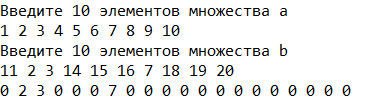 Введите 10 элементов множества a
1 2 3 4 5 6 7 8 9 10
Введите 10 элементов множества b
11 2 3 14 15 16 7 18 19 20
0 2 3 0 0 0 7 0 0 0 0 0 0 0 0 0 0 0 0 0